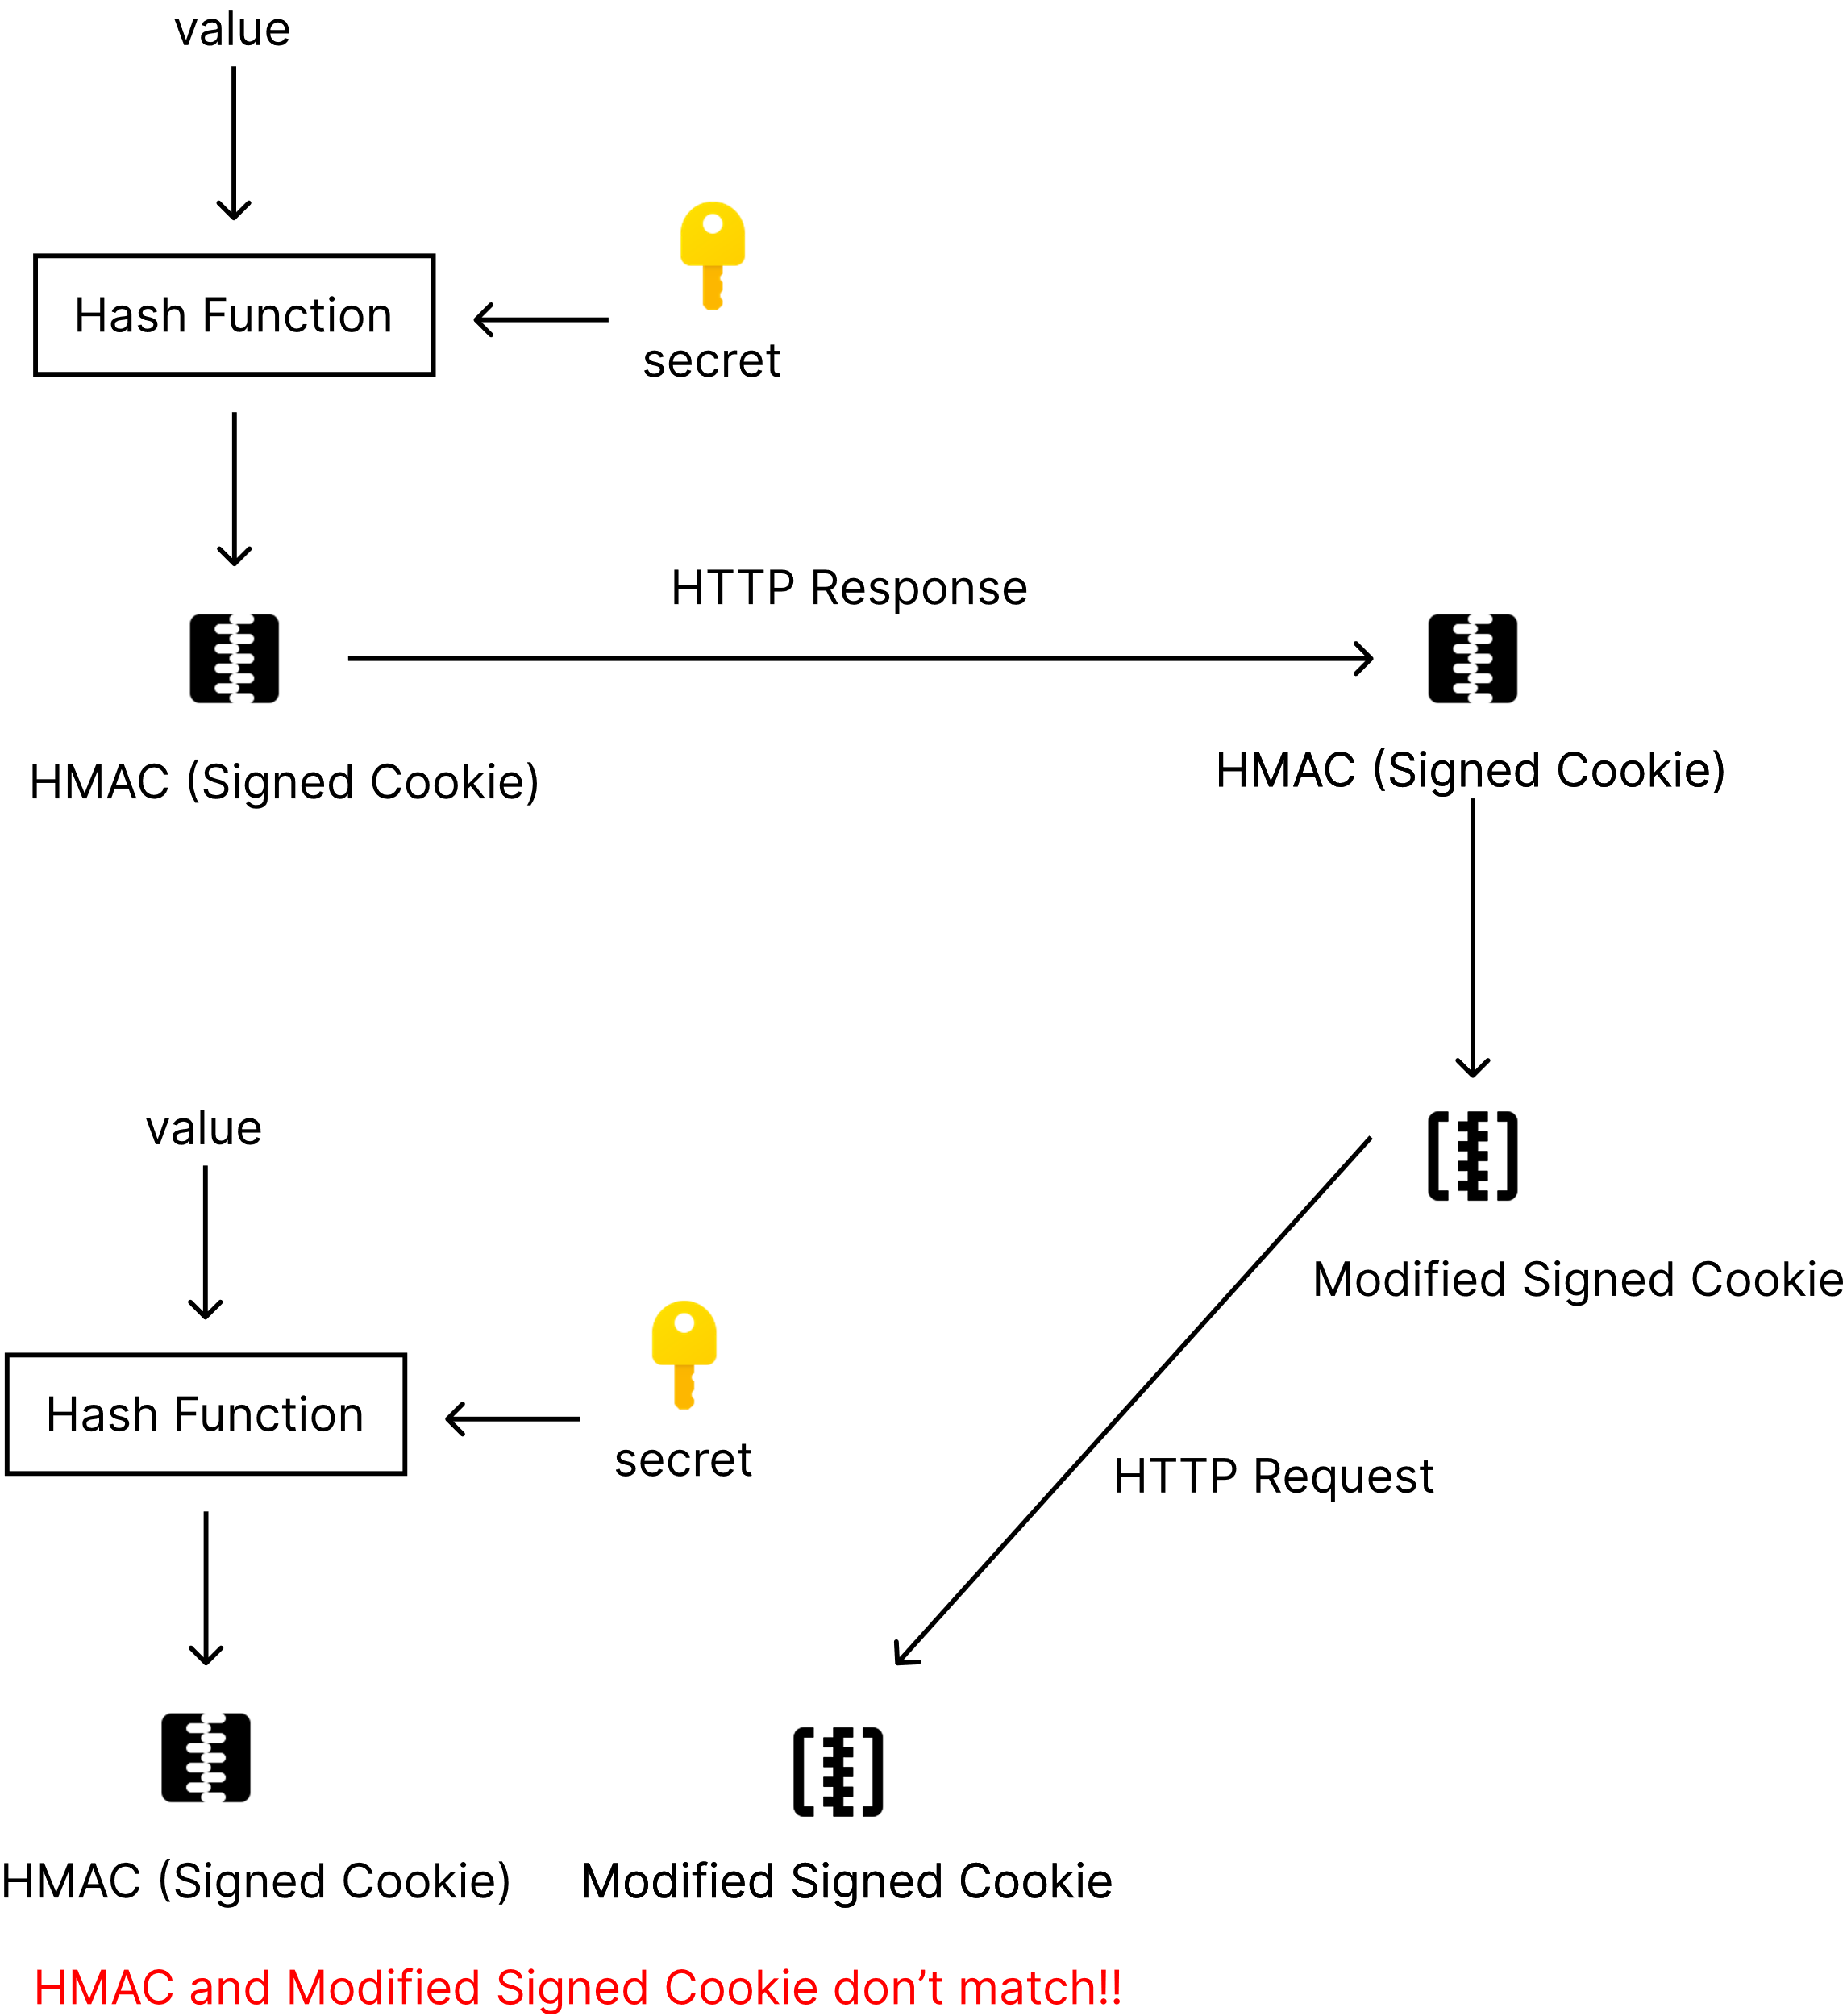 value
Hash Function
secret
HTTP Response
HMAC (Signed Cookie)
HMAC (Signed Cookie)
value
Modified Signed Cookie
Hash Function
secret
HTTP Request
HMAC (Signed Cookie)
Modified Signed Cookie
HMAC and Modified Signed Cookie don’t match!!